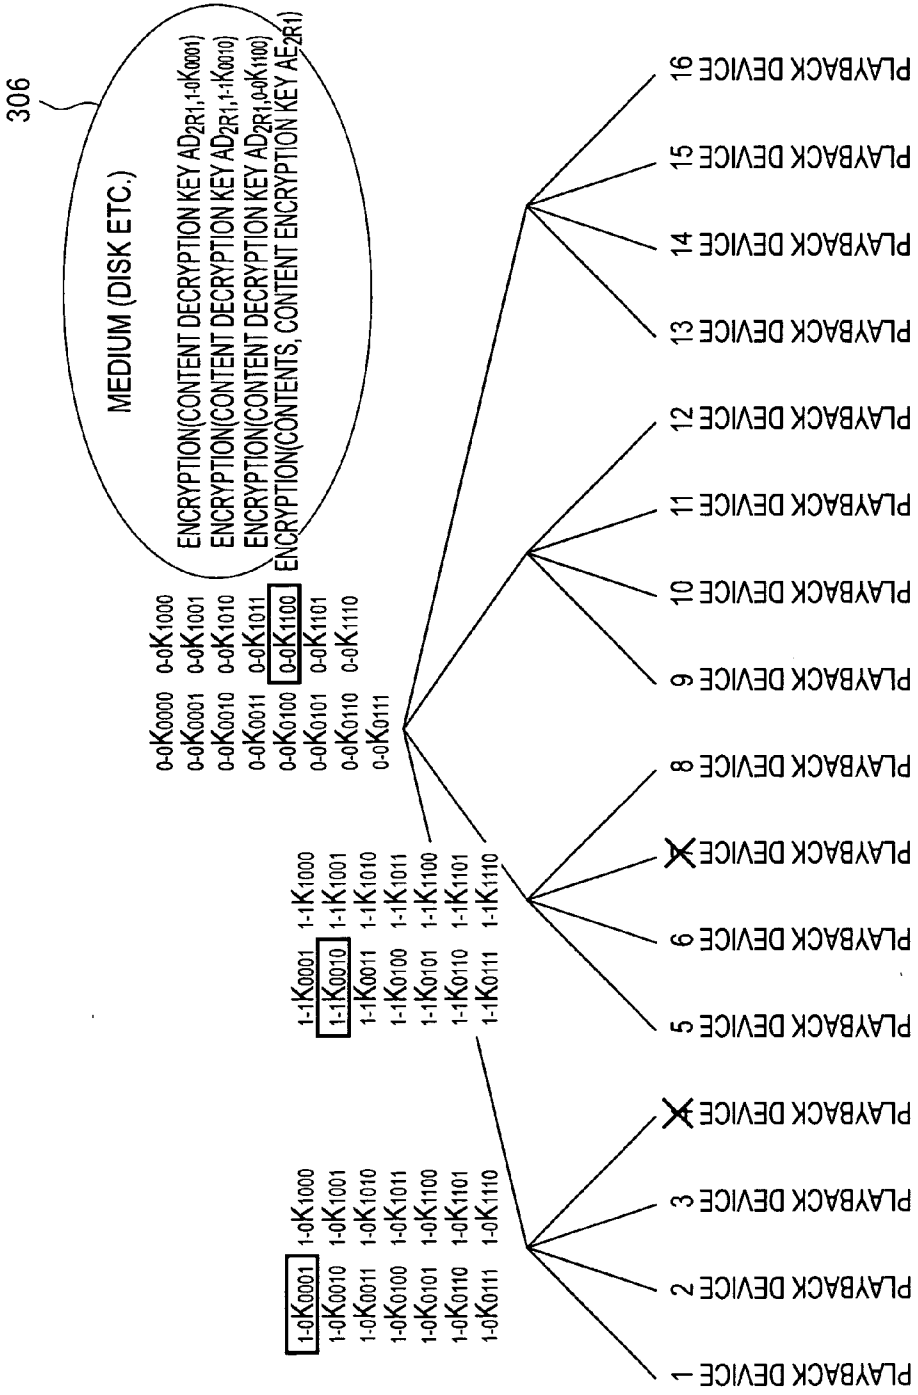 306
MEDIUM (DISK ETC.)
ENCRYPTION(CONTENT DECRYPTION KEY AD2R1,1-0K0001)
ENCRYPTION(CONTENT DECRYPTION KEY AD2R1,1-1K0010)
ENCRYPTION(CONTENT DECRYPTION KEY AD2R1,0-0K1100)
ENCRYPTION(CONTENTS, CONTENT ENCRYPTION KEY AE2R1)
0-0K0000 0-0K1000
0-0K0001 0-0K1001
0-0K0010 0-0K1010
0-0K0011 0-0K1011
0-0K0100 0-0K1100
0-0K0101 0-0K1101
0-0K0110 0-0K1110
0-0K0111
1-0K0001 1-0K1000
1-0K0010 1-0K1001
1-0K0011 1-0K1010
1-0K0100 1-0K1011
1-0K0101 1-0K1100
1-0K0110 1-0K1101
1-0K0111 1-0K1110
1-1K0001 1-1K1000
1-1K0010 1-1K1001
1-1K0011 1-1K1010
1-1K0100 1-1K1011
1-1K0101 1-1K1100
1-1K0110 1-1K1101
1-1K0111 1-1K1110
PLAYBACK DEVICE 1
PLAYBACK DEVICE 2
PLAYBACK DEVICE 3
PLAYBACK DEVICE 4
PLAYBACK DEVICE 5
PLAYBACK DEVICE 6
PLAYBACK DEVICE 7
PLAYBACK DEVICE 8
PLAYBACK DEVICE 9
PLAYBACK DEVICE 10
PLAYBACK DEVICE 11
PLAYBACK DEVICE 12
PLAYBACK DEVICE 13
PLAYBACK DEVICE 14
PLAYBACK DEVICE 15
PLAYBACK DEVICE 16